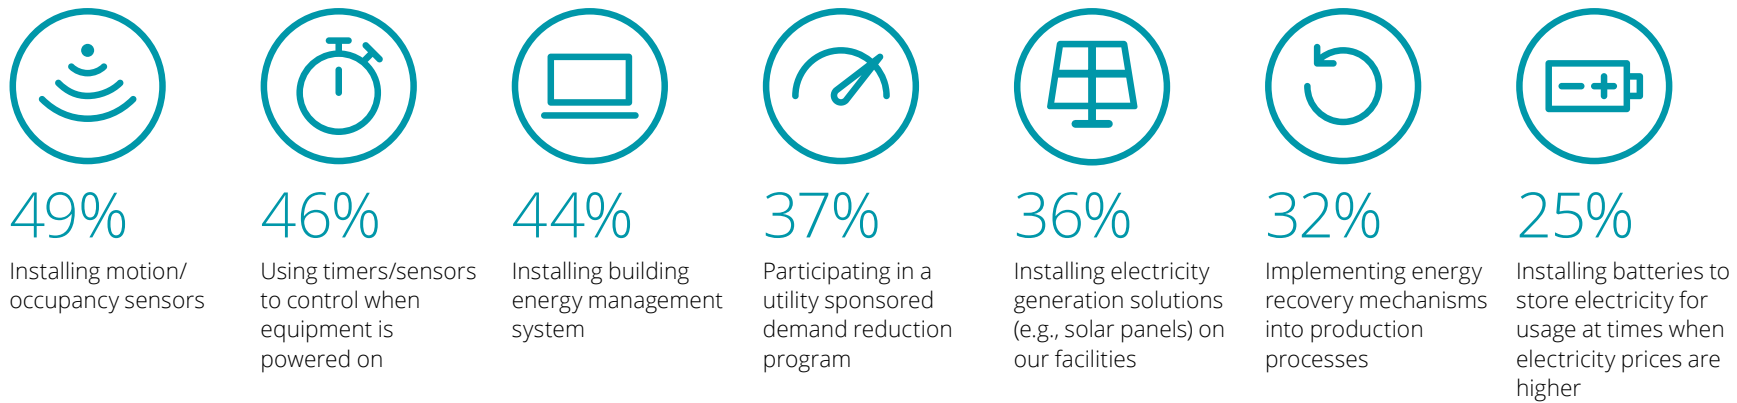 49%
Installing motion/
occupancy sensors
46%
Using timers/sensors
to control when
equipment is
powered on
44%
Installing building
energy management
system
37%
Participating in a
utility sponsored
demand reduction
program
36%
Installing electricity
generation solutions
(e.g., solar panels) on
our facilities
32%
Implementing energy
recovery mechanisms
into production
processes
25%
Installing batteries to
store electricity for
usage at times when
electricity prices are
higher